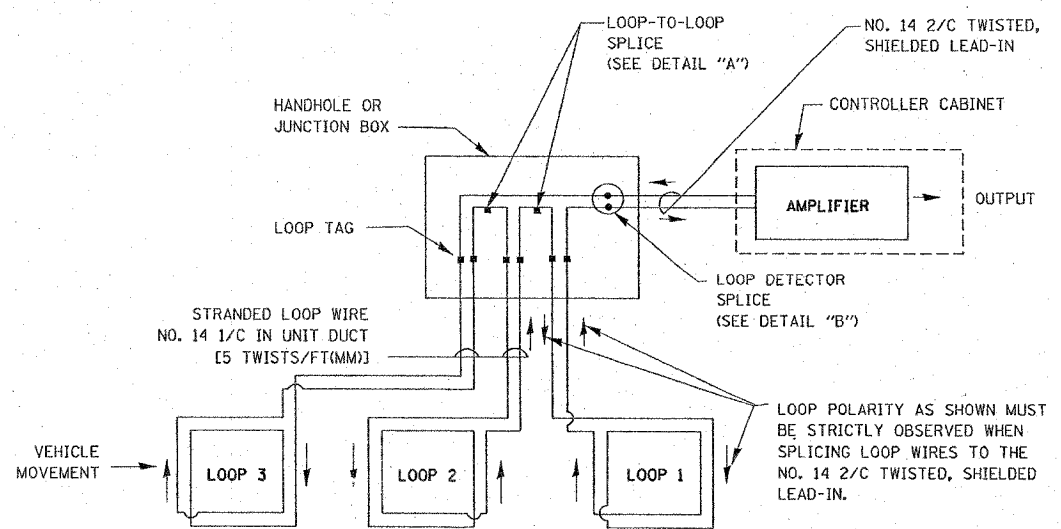 LOOP-TO-LOOP
SPLICE
(SEE DETAIL "A")
NO. 14 2/C TWISTED,
SHIELDED LEAD-IN
HANDHOLE OR
JUNCTION BOX
CONTROLLER CABINET
AMPLIFIER
OUTPUT
LOOP TAG
LOOP DETECTOR
SPLICE
(SEE DETAIL "B")
STRANDED LOOP WIRE
NO. 14 1/C IN UNIT DUCT
[5 TWISTS/FT(MM)]
VEHICLE
MOVEMENT
LOOP 3
LOOP 2
LOOP 1
LOOP POLARITY AS SHOWN MUST
BE STRICTLY OBSERVED WHEN
SPLICING LOOP WIRES TO THE
NO. 14 2/C TWISTED, SHIELDED
LEAD-IN.